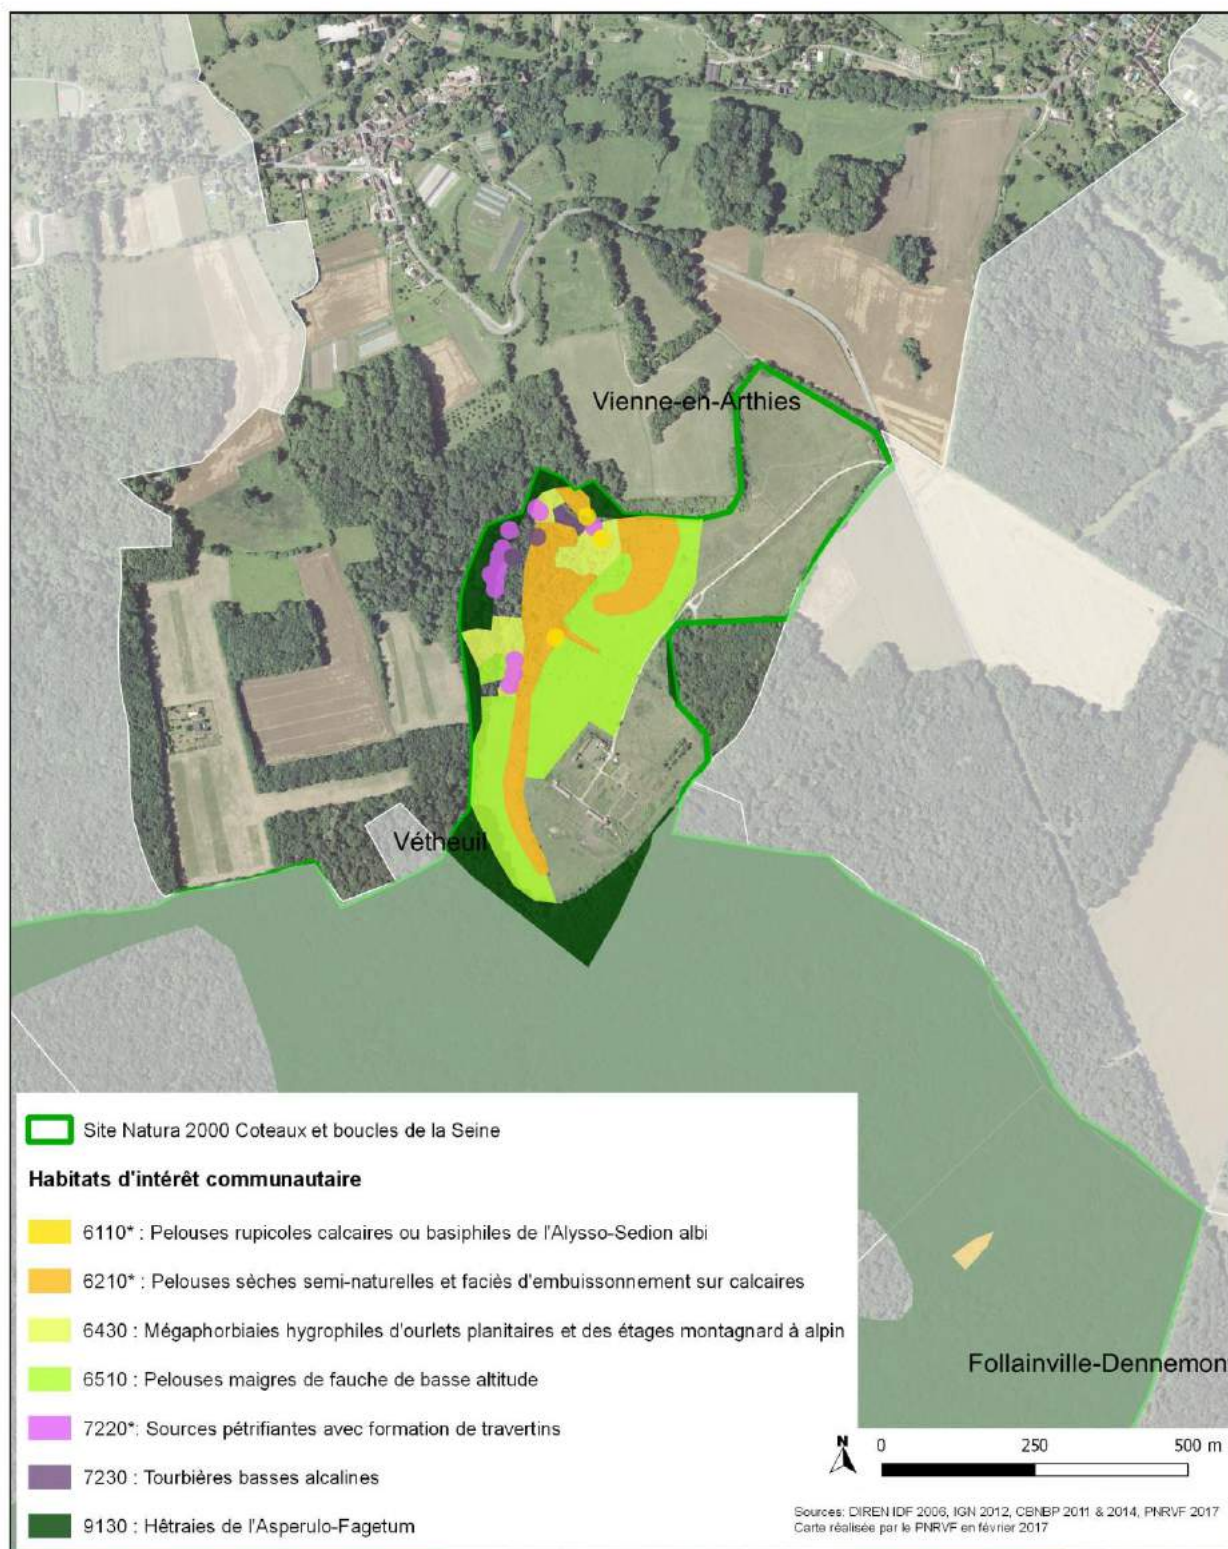 Vienne-en-Arthies
Vétheuil
Site Natura 2000 Coteaux et boucles de la Seine
Habitats d'intérêt communautaire
6110* : Pelouses rupicoles calcaires ou basiphiles de l'Alysso-Sedion albi
6210* : Pelouses sèches semi-naturelles et faciès d'embuissonnement sur calcaires
6430 : Mégaphorbiaies hygrophiles d'ourlets planitaires et des étages montagnard à alpin
6510 : Pelouses maigres de fauche de basse altitude
7220*: Sources pétrifiantes avec formation de travertins
7230 : Tourbières basses alcalines
9130 : Hêtraies de l'Asperulo-Fagetum
Follainville-Dennemon
N
0 250 500 m
Sources: DIREN IDF 2006, IGN 2012, CBNBP 2011 & 2014, PNRVF 2017
Carte réalisée par le PNRVF en février 2017